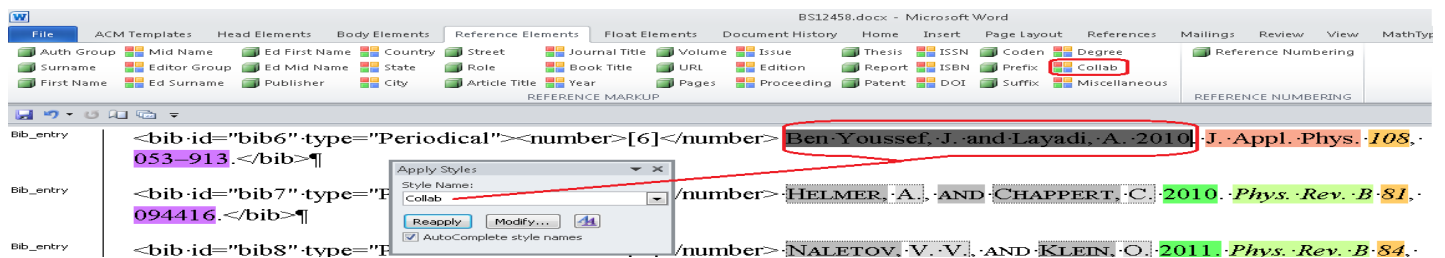 W
BS12458.docx - Microsoft Word
File ACM Templates Head Elements Body Elements Reference Elements Float Elements Document History Home Insert Page Layout References Mailings Review View MathTyp
Auth Group Mid Name Ed First Name Country Street Journal Title Volume Issue Thesis ISSN Coden Degree Reference Numbering
Surname Editor Group Ed Mid Name State Role Book Title URL Edition Report ISBN Prefix Collab
First Name Ed Surname Publisher City Article Title Year Pages Proceeding Patent DOI Suffix Miscellaneous
REFERENCE MARKUP REFERENCE NUMBERING
Bib_entry <bib·id="bib6"·type="Periodical"><number>[6]</number>·Ben·Youssef,·J.·and·Layadi,·A.·2010.·J.·Appl.·Phys.·108,·
053–913.</bib>¶
Apply Styles
Style Name:
Collab
Reapply Modify...
AutoComplete style names
Bib_entry <bib·id="bib7"·type="P /number>·HELMER,·A.,·AND·CHAPPERT,·C.·2010.·Phys.·Rev.·B·81,·
094416.</bib>¶
Bib_entry <bib·id="bib8"·type="P /number>·NALETOV,·V.·V.,·AND·KLEIN,·O.·2011.·Phys.·Rev.·B·84,·